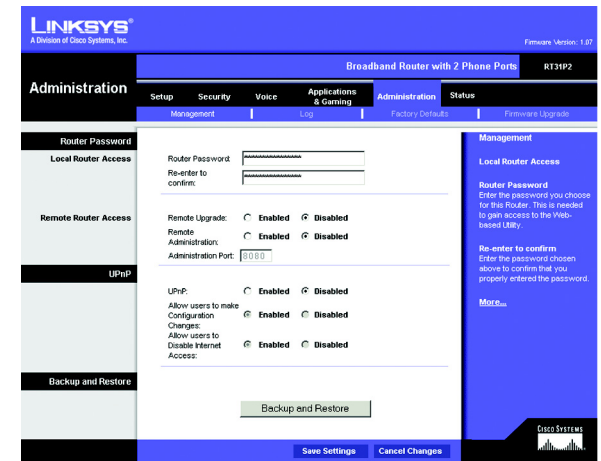 LINKSYS®
A Division of Cisco Systems, Inc.
Firmware Version: 1.07
Broadband Router with 2 Phone Ports RT31P2
Administration
Setup Security Voice Applications & Gaming Administration Status
Management Log Factory Defaults Firmware Upgrade
Router Password
Local Router Access
Router Password:
Re-enter to
confirm:
Remote Router Access
Remote Upgrade: Enabled Disabled
Remote
Administration: Enabled Disabled
Administration Port: 8080
UPnP
UPnP: Enabled Disabled
Allow users to make
Configuration Enabled Disabled
Changes:
Allow users to
Disable Internet Enabled Disabled
Access:
Backup and Restore
Backup and Restore
Save Settings Cancel Changes
Management
Local Router Access
Router Password
Enter the password you choose
for this Router. This is needed
to gain access to the Web-
based Utility.
Re-enter to confirm
Enter the password chosen
above to confirm that you
properly entered the password.
More...
CISCO SYSTEMS